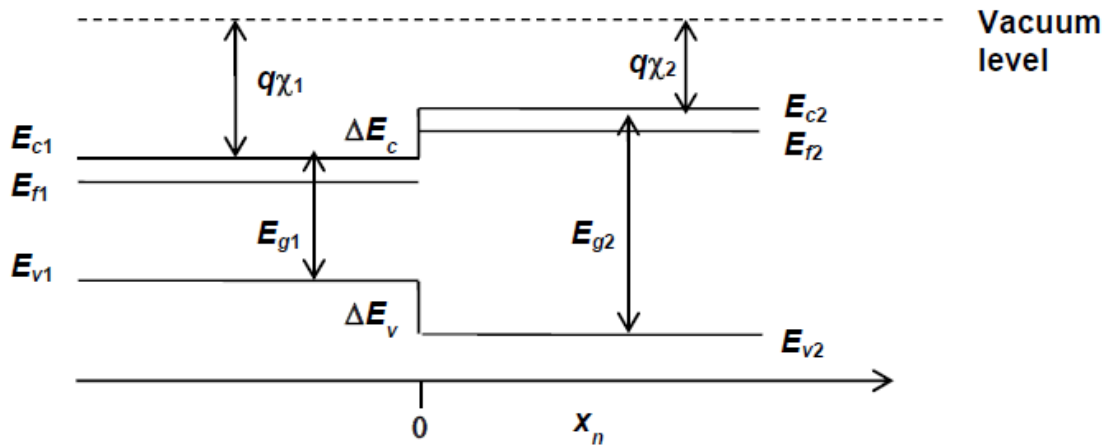 Vacuum
level
qχ1
qχ2
Ec1
ΔEc
Ec2
Ef1
Ef2
Eg1
Eg2
Ev1
ΔEv
Ev2
0
xn